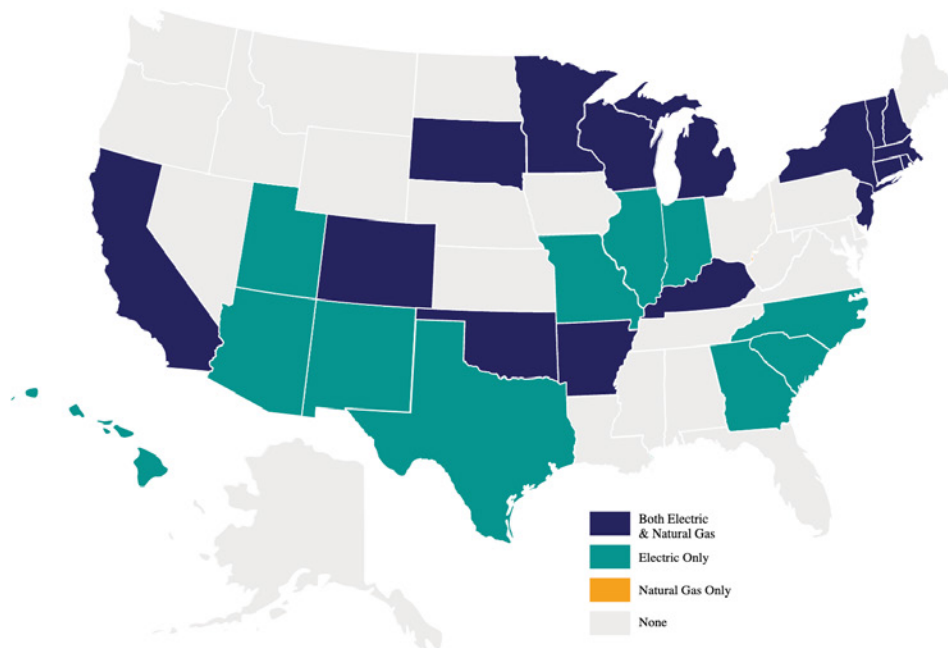 Both Electric
& Natural Gas
Electric Only
Natural Gas Only
None